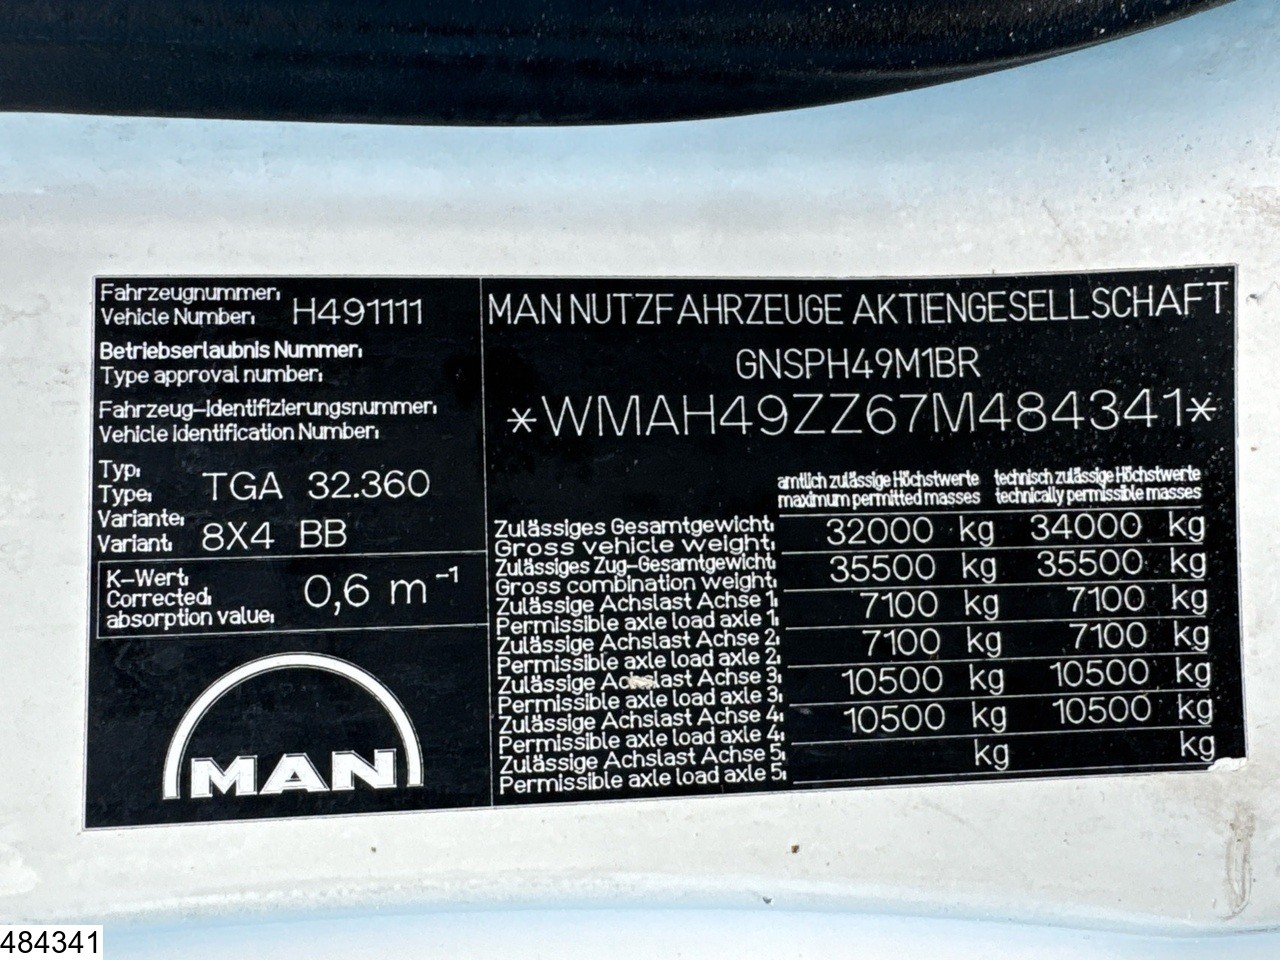 Fahrzeugnummer:
Vehicle Number: H491111
Betriebserlaubnis Nummer:
Type approval number:
Fahrzeug-Identifizierungsnummer:
Vehicle Identification Number:
Typ:
Type: TGA 32.360
Variante:
Variant: 8X4 BB
K-Wert:
Corrected:
absorption value: 0,6 m⁻¹
MAN
MAN NUTZFAHRZEUGE AKTIENGESELLSCHAFT
GNSPH49M1BR
*WMAH49ZZ67M484341*
amtlich zulässige Höchstwerte technisch zulässige Höchstwerte
maximum permitted masses technically permissible masses
Zulässiges Gesamtgewicht: 32000 kg 34000 kg
Gross vehicle weight:
Zulässiges Zug-Gesamtgewicht: 35500 kg 35500 kg
Gross combination weight:
Zulässige Achslast Achse 1: 7100 kg 7100 kg
Permissible axle load axle 1:
Zulässige Achslast Achse 2: 7100 kg 7100 kg
Permissible axle load axle 2:
Zulässige Achslast Achse 3: 10500 kg 10500 kg
Permissible axle load axle 3:
Zulässige Achslast Achse 4: 10500 kg 10500 kg
Permissible axle load axle 4:
Zulässige Achslast Achse 5: kg kg
Permissible axle load axle 5:
484341